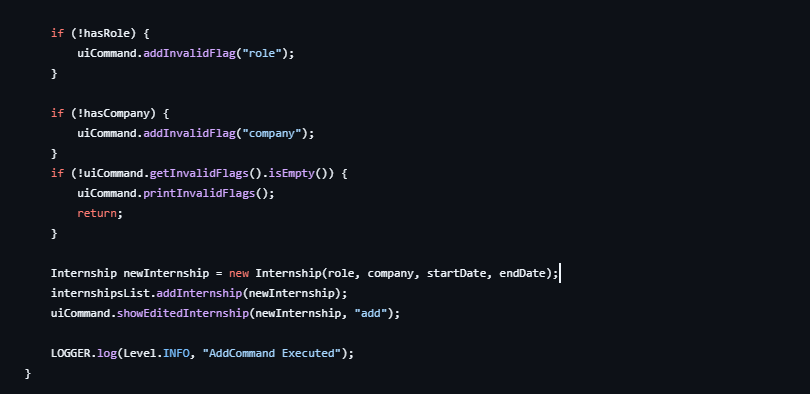 if (!hasRole) {
uiCommand.addInvalidFlag("role");
}
if (!hasCompany) {
uiCommand.addInvalidFlag("company");
}
if (!uiCommand.getInvalidFlags().isEmpty()) {
uiCommand.printInvalidFlags();
return;
}
Internship newInternship = new Internship(role, company, startDate, endDate);
internshipsList.addInternship(newInternship);
uiCommand.showEditedInternship(newInternship, "add");
LOGGER.log(Level.INFO, "AddCommand Executed");
}